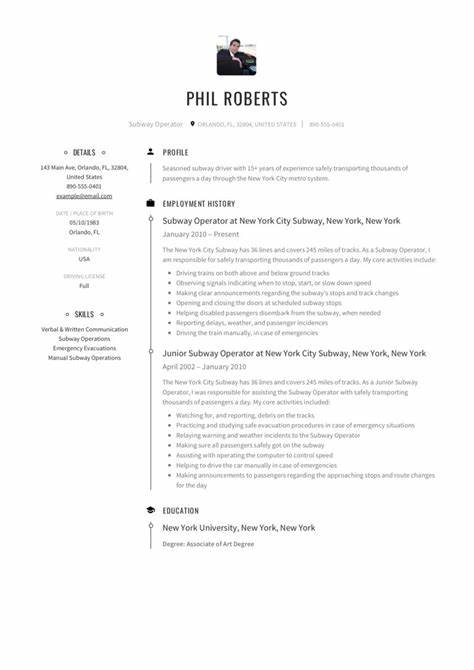 PHIL ROBERTS
Subway Operator ORLANDO, FL, 32804, UNITED STATES 890-555-0401
DETAILS
143 Main Ave, Orlando, FL, 32804,
United States
890-555-0401
example@email.com
DATE / PLACE OF BIRTH
05/10/1983
Orlando, FL
NATIONALITY
USA
DRIVING LICENSE
Full
SKILLS
Verbal & Written Communication
Subway Operations
Emergency Evacuations
Manual Subway Operations
PROFILE
Seasoned subway driver with 15+ years of experience safely transporting thousands of
passengers a day through the New York City metro system.
EMPLOYMENT HISTORY
Subway Operator at New York City Subway, New York, New York
January 2010 – Present
The New York City Subway has 36 lines and covers 245 miles of tracks. As a Subway Operator, I
am responsible for safely transporting thousands of passengers a day. My core activities include:
• Driving trains on both above and below ground tracks
• Observing signals indicating when to stop, start, or slow down speed
• Making clear announcements regarding the subway's stops and track changes
• Opening and closing the doors at scheduled subway stops
• Helping disabled passengers disembark from the subway, when needed
• Reporting delays, weather, and passenger incidences
• Driving the train manually, in case of emergencies
Junior Subway Operator at New York City Subway, New York, New York
April 2002 – January 2010
The New York City Subway has 36 lines and covers 245 miles of tracks. As a Junior Subway
Operator, I was responsible for assisting the Subway Operator with safely transporting
thousands of passengers a day. My core activities included:
• Watching for, and reporting, debris on the tracks
• Practicing and studying safe evacuation procedures in case of emergency situations
• Relaying warning and weather incidents to the Subway Operator
• Making sure all passengers safely got on the subway
• Assisting with operating the computer to control speed
• Helping to drive the car manually in case of emergencies
• Making announcements to passengers regarding the approaching stops and route changes
for the day
EDUCATION
New York University, New York, New York
Degree: Associate of Art Degree